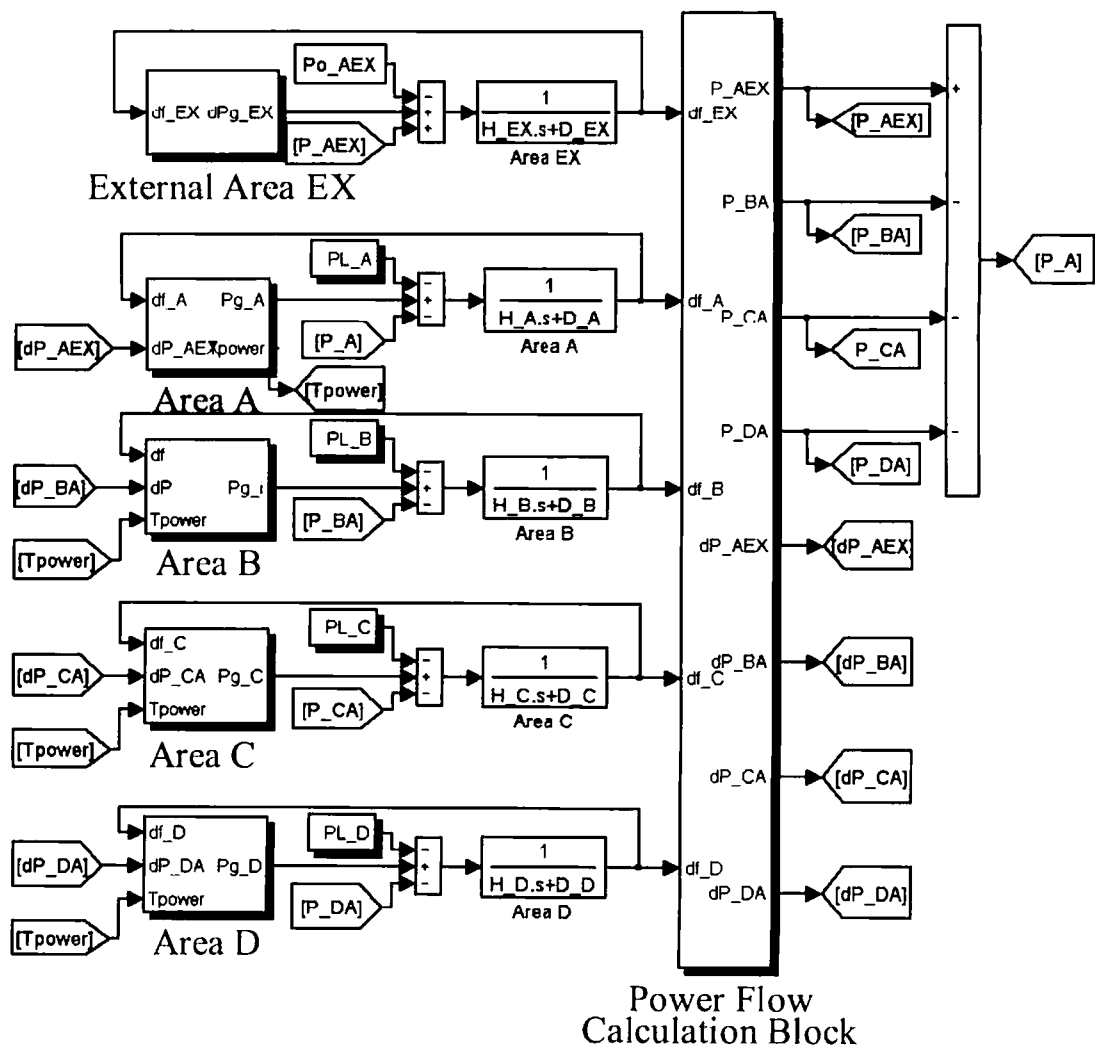 Po_AEX
df_EX dPg_EX
[P_AEX]
1
H_EX.s+D_EX
Area EX
External Area EX
df_EX
P_AEX
+
[P_AEX]
P_BA
[P_BA]
[P_A]
PL_A
df_A Pg_A
[dP_AEX]
dP_AEX Tpower
[P_A]
1
H_A.s+D_A
Area A
[Tpower]
Area A
df_A
P_CA
P_CA
PL_B
df
[dP_BA]
dP
Pg_
Tpower
[Tpower]
[P_BA]
1
H_B.s+D_B
Area B
Area B
df_B
P_DA
[P_DA]
dP_AEX
[dP_AEX]
PL_C
df_C
[dP_CA]
dP_CA Pg_C
Tpower
[Tpower]
[P_CA]
1
H_C.s+D_C
Area C
Area C
df_C
dP_BA
[dP_BA]
dP_CA
[dP_CA]
PL_D
df_D
[dP_DA]
dP_DA Pg_D
Tpower
[Tpower]
[P_DA]
1
H_D.s+D_D
Area D
Area D
df_D
dP_DA
[dP_DA]
Power Flow
Calculation Block